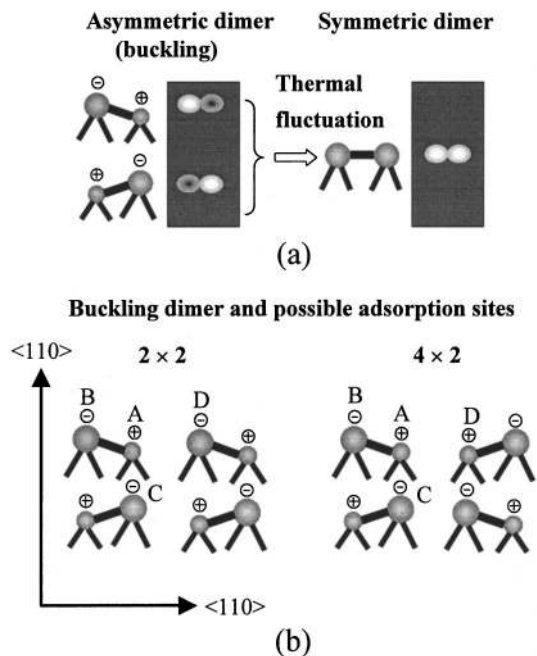 Asymmetric dimer Symmetric dimer
(buckling)
⊖
⊕
Thermal
fluctuation
⊖
⊕
(a)
Buckling dimer and possible adsorption sites
<110> 2 × 2 4 × 2
B D B
⊖ A ⊖ ⊖ A D ⊖
⊕ ⊕ ⊕ ⊕
⊕ ⊖ C ⊕ ⊖ ⊕ ⊖ C ⊖ ⊕
<110>
(b)